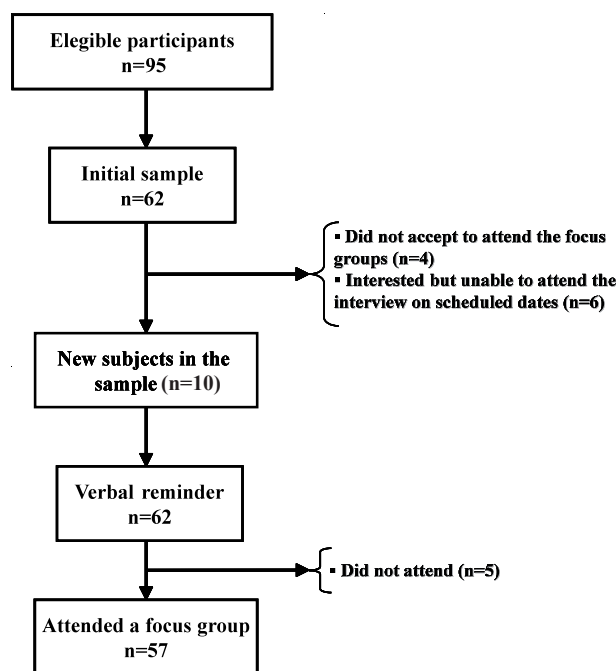 Elegible participants
n=95
Initial sample
n=62
▪ Did not accept to attend the focus
groups (n=4)
▪ Interested but unable to attend the
interview on scheduled dates (n=6)
New subjects in the
sample (n=10)
Verbal reminder
n=62
▪ Did not attend (n=5)
Attended a focus group
n=57